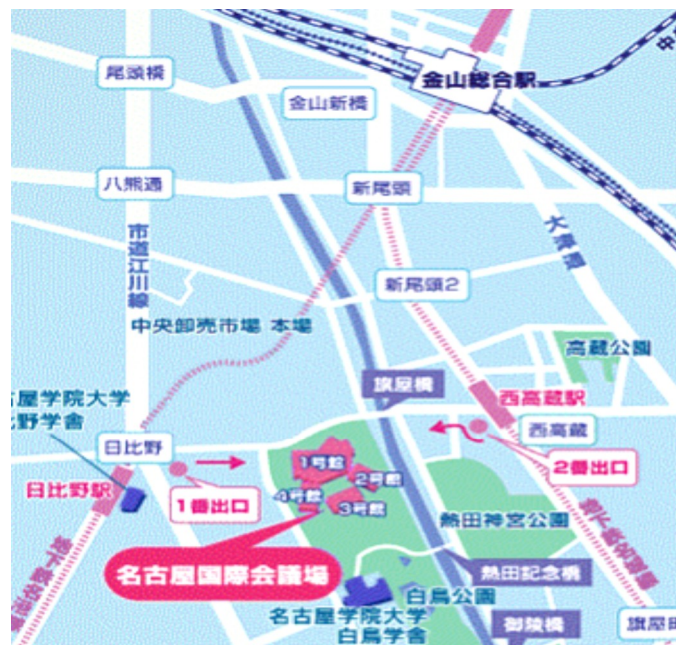 尾頭橋
金山新橋
金山総合駅
八熊通
新尾頭
市道江川線
大津通
新尾頭2
中央卸売市場 本場
高蔵公園
旗屋橋
西高蔵駅
西高蔵
屋学院大学
野学舎
日比野
1号館
2号館
3号館
4号館
2番出口
日比野駅
1番出口
熱田神宮公園
名古屋国際会議場
熱田記念橋
白鳥公園
名古屋学院大学
白鳥学舎
御陵橋
旗屋町